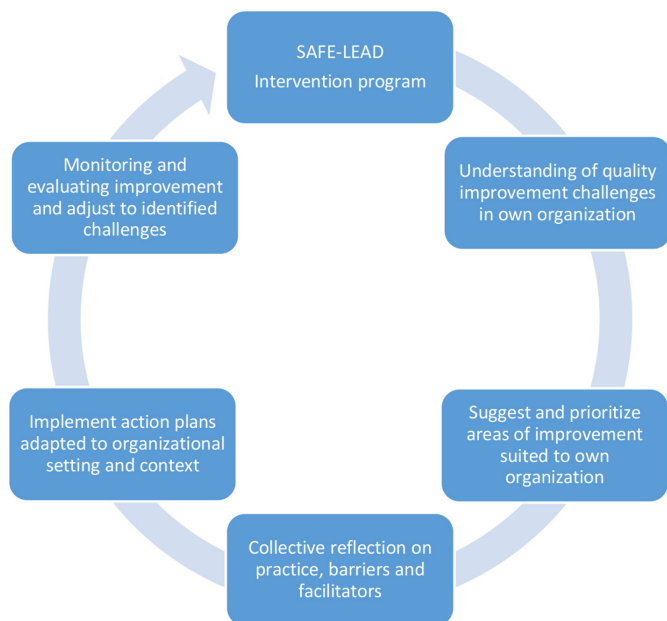 SAFE-LEAD
Intervention program
Understanding of quality
improvement challenges
in own organization
Suggest and prioritize
areas of improvement
suited to own
organization
Collective reflection on
practice, barriers and
facilitators
Implement action plans
adapted to organizational
setting and context
Monitoring and
evaluating improvement
and adjust to identified
challenges